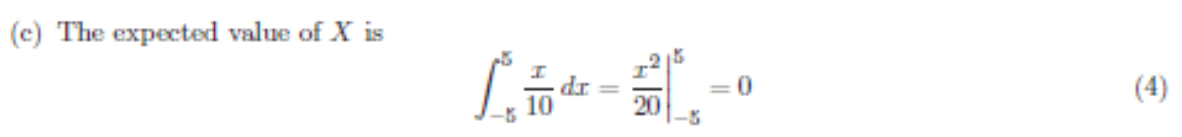 (c) The expected value of X is
∫_{-5}^{5} x/10 dx = x²/20 |_{-5}^{5} = 0 (4)